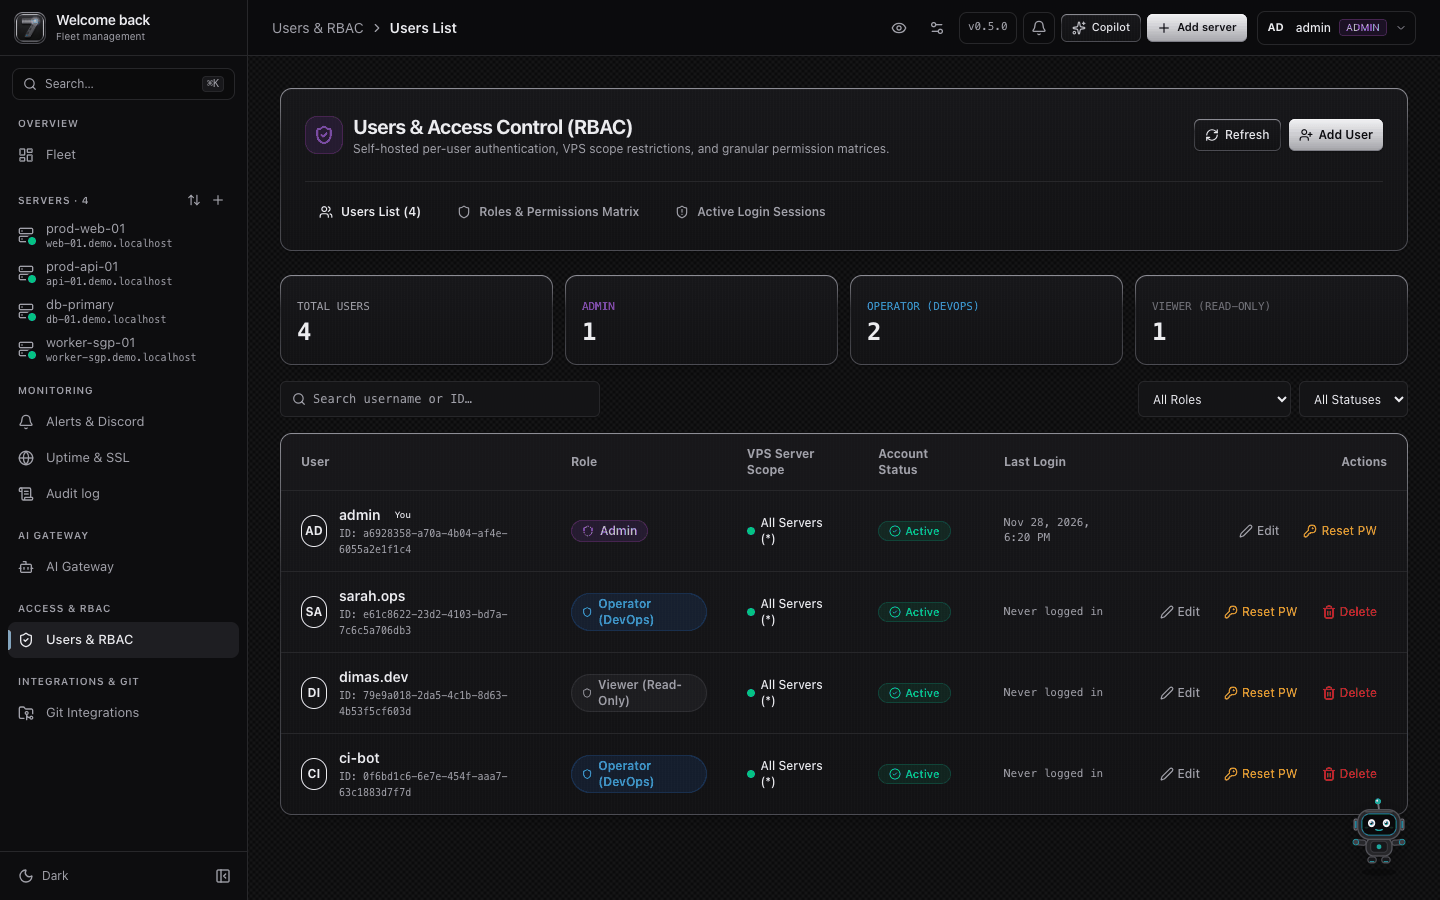 Welcome back
Fleet management
Search...
⌘K
OVERVIEW
Fleet
SERVERS · 4
prod-web-01
web-01.demo.localhost
prod-api-01
api-01.demo.localhost
db-primary
db-01.demo.localhost
worker-sgp-01
worker-sgp.demo.localhost
MONITORING
Alerts & Discord
Uptime & SSL
Audit log
AI GATEWAY
AI Gateway
ACCESS & RBAC
Users & RBAC
INTEGRATIONS & GIT
Git Integrations
Dark
Users & RBAC > Users List
v0.5.0
Copilot
Add server
AD admin ADMIN
Users & Access Control (RBAC)
Self-hosted per-user authentication, VPS scope restrictions, and granular permission matrices.
Refresh
Add User
Users List (4)
Roles & Permissions Matrix
Active Login Sessions
TOTAL USERS
4
ADMIN
1
OPERATOR (DEVOPS)
2
VIEWER (READ-ONLY)
1
Search username or ID…
All Roles
All Statuses
User
Role
VPS Server
Scope
Account
Status
Last Login
Actions
AD
admin You
ID: a6928358-a70a-4b04-af4e-
6055a2e1f1c4
Admin
All Servers
(*)
Active
Nov 28, 2026,
6:20 PM
Edit
Reset PW
SA
sarah.ops
ID: e61c8622-23d2-4103-bd7a-
7c6c5a706db3
Operator
(DevOps)
All Servers
(*)
Active
Never logged in
Edit
Reset PW
Delete
DI
dimas.dev
ID: 79e9a018-2da5-4c1b-8d63-
4b53f5cf603d
Viewer (Read-
Only)
All Servers
(*)
Active
Never logged in
Edit
Reset PW
Delete
CI
ci-bot
ID: 0f6bd1c6-6e7e-454f-aaa7-
63c1883d7f7d
Operator
(DevOps)
All Servers
(*)
Active
Never logged in
Edit
Reset PW
Delete